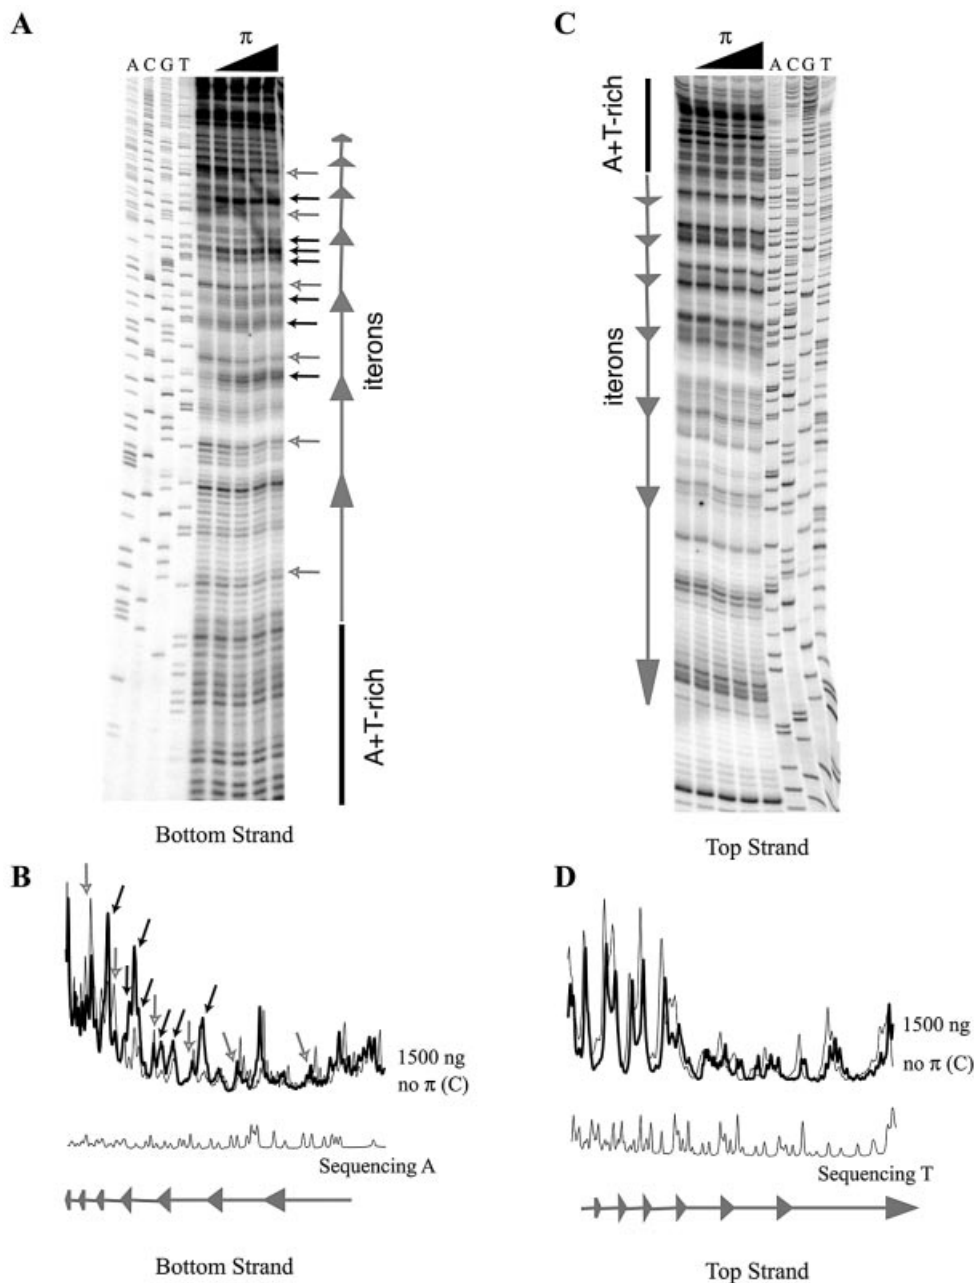 A
π
A C G T
iterons
A+T-rich
Bottom Strand
C
π
A C G T
A+T-rich
iterons
Top Strand
B
1500 ng
no π (C)
Sequencing A
Bottom Strand
D
1500 ng
no π (C)
Sequencing T
Top Strand